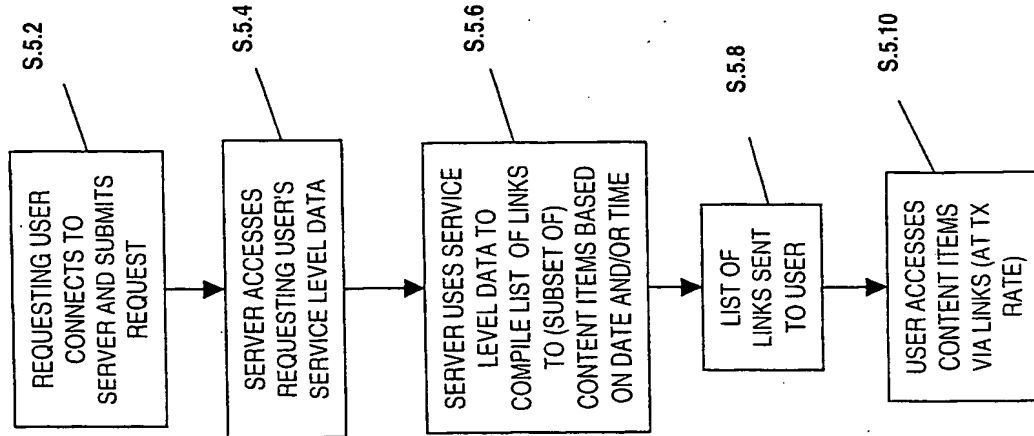 REQUESTING USER
CONNECTS TO
SERVER AND SUBMITS
REQUEST
S.5.2
SERVER ACCESSES
REQUESTING USER'S
SERVICE LEVEL DATA
S.5.4
SERVER USES SERVICE
LEVEL DATA TO
COMPILE LIST OF LINKS
TO (SUBSET OF)
CONTENT ITEMS BASED
ON DATE AND/OR TIME
S.5.6
LIST OF
LINKS SENT
TO USER
S.5.8
USER ACCESSES
CONTENT ITEMS
VIA LINKS (AT TX
RATE)
S.5.10